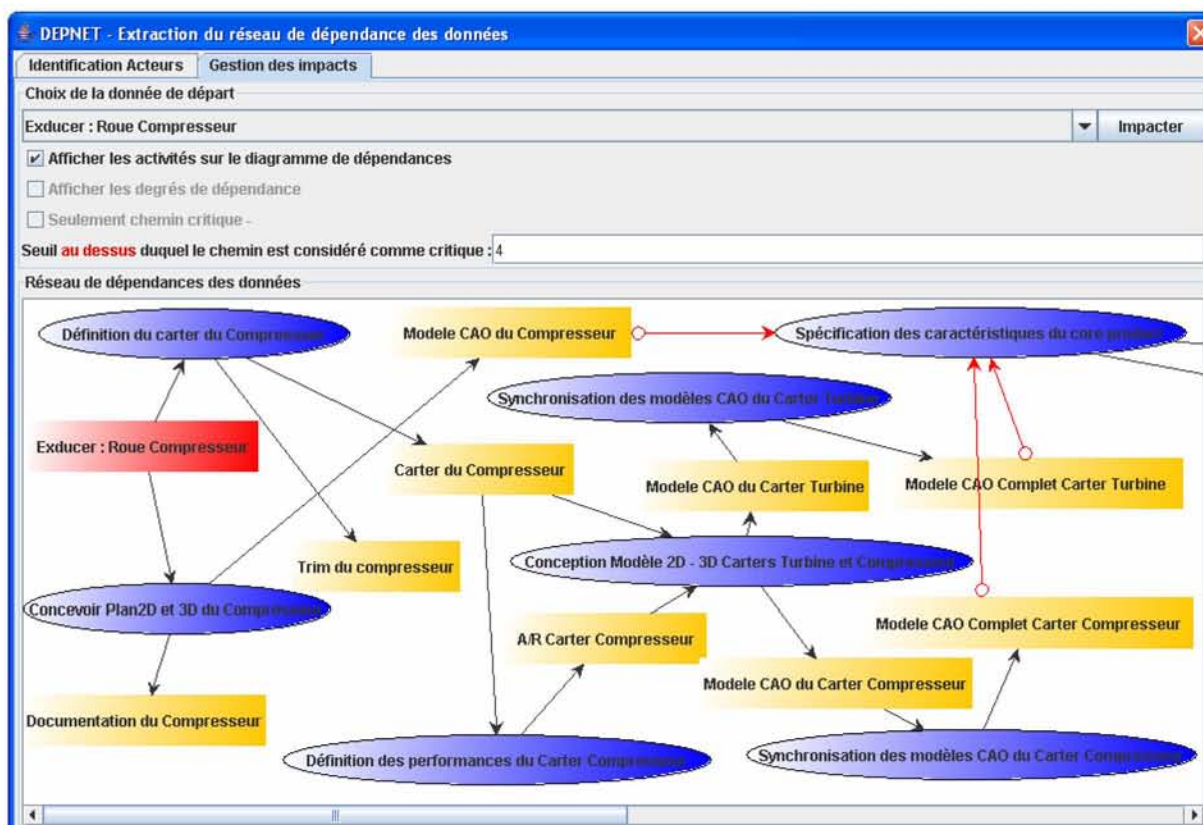 DEPNET - Extraction du réseau de dépendance des données
Identification Acteurs
Gestion des impacts
Choix de la donnée de départ
Exducer : Roue Compresseur
Impacter
Afficher les activités sur le diagramme de dépendances
Afficher les degrés de dépendance
Seulement chemin critique -
Seuil au dessus duquel le chemin est considéré comme critique : 4
Réseau de dépendances des données
Définition du carter du Compresseur
Modele CAO du Compresseur
Spécification des caractéristiques du core product
Synchronisation des modèles CAO du Carter Turbine
Exducer : Roue Compresseur
Carter du Compresseur
Modele CAO du Carter Turbine
Modele CAO Complet Carter Turbine
Trim du compresseur
Conception Modèle 2D - 3D Carters Turbine et Compresseur
Concevoir Plan2D et 3D du Compresseur
A/R Carter Compresseur
Modele CAO Complet Carter Compresseur
Modele CAO du Carter Compresseur
Documentation du Compresseur
Définition des performances du Carter Compresseur
Synchronisation des modèles CAO du Carter Compresseur